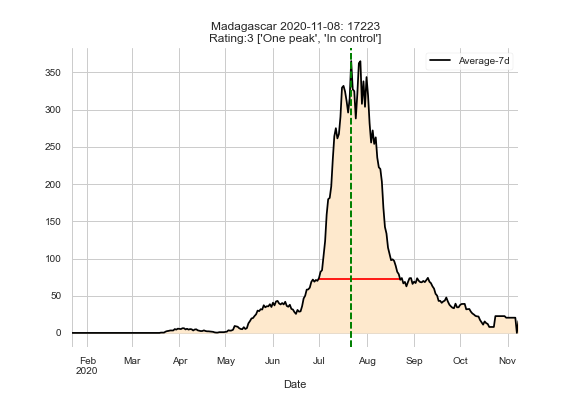 Madagascar 2020-11-08: 17223
Rating:3 ['One peak', 'In control']
Average-7d
350
300
250
200
150
100
50
0
Feb Mar Apr May Jun Jul Aug Sep Oct Nov
2020
Date